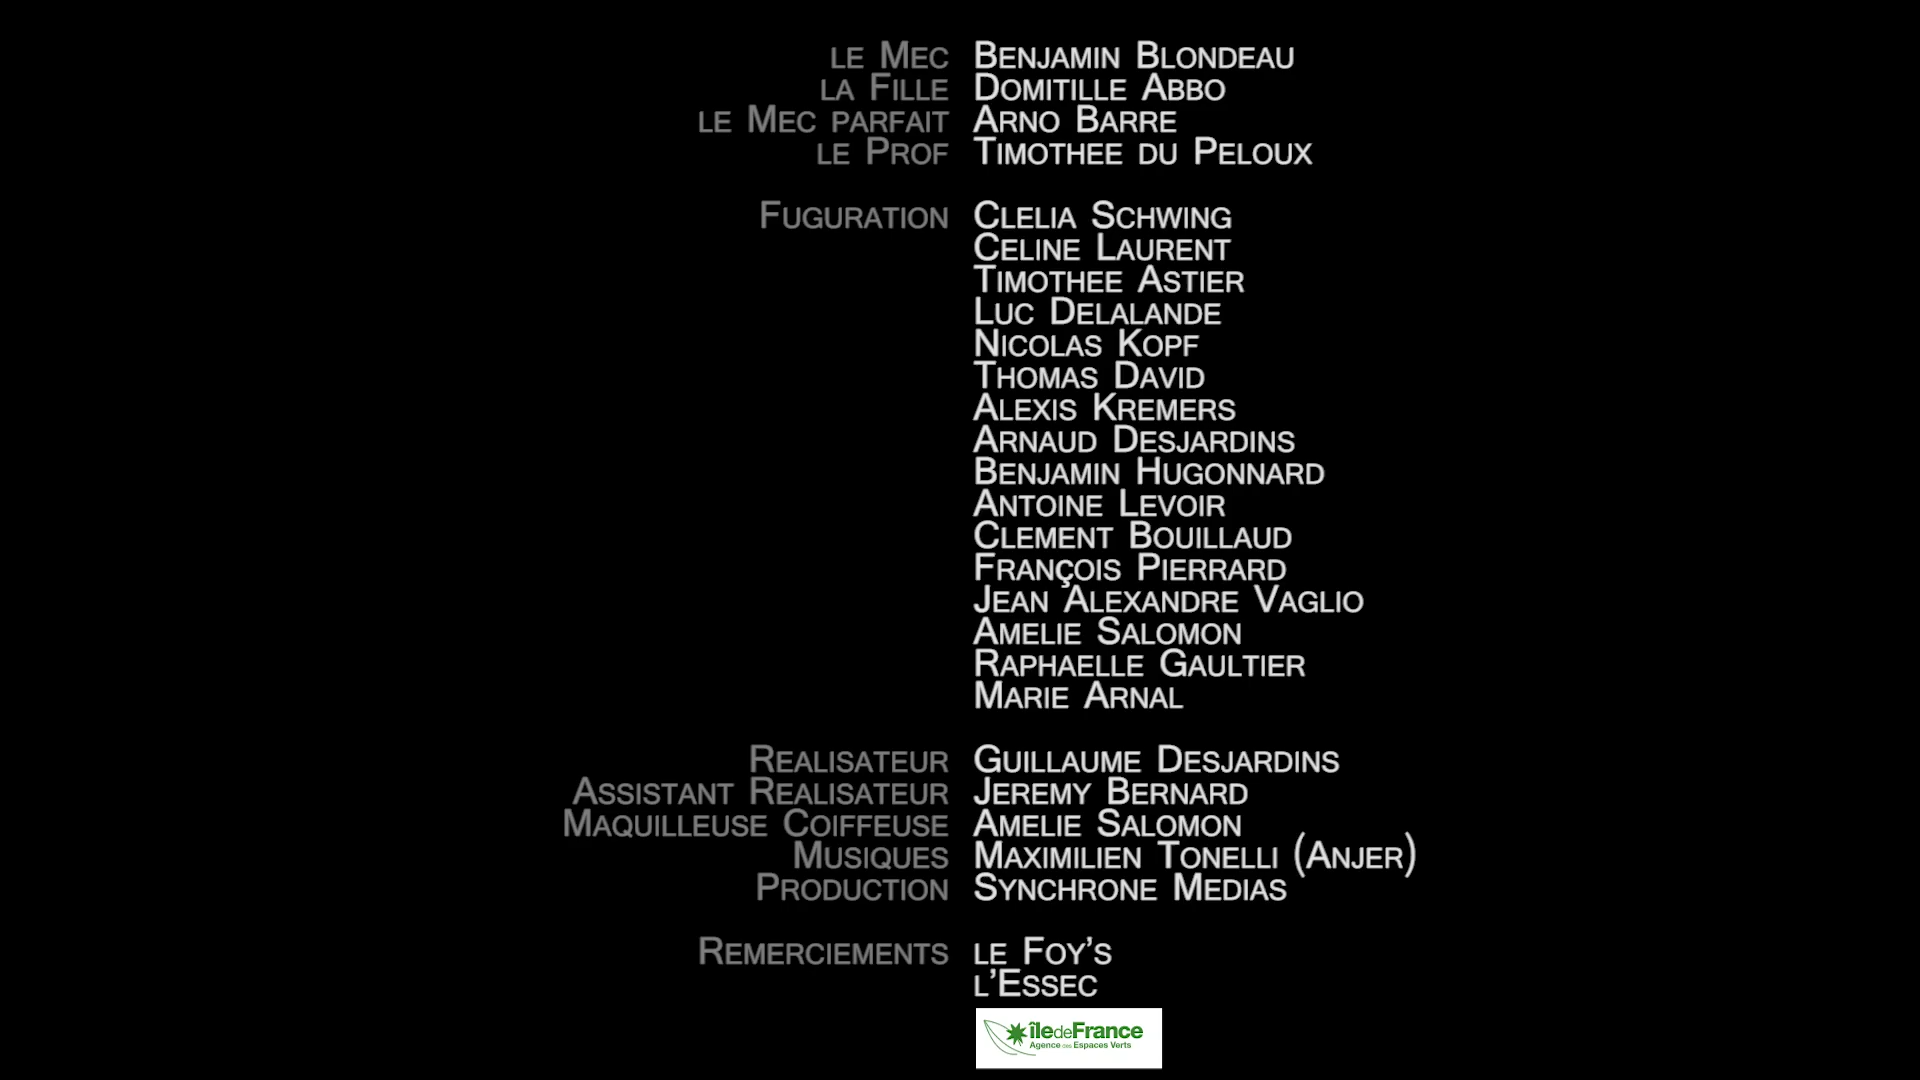 LE MEC BENJAMIN BLONDEAU
LA FILLE DOMITILLE ABBO
LE MEC PARFAIT ARNO BARRE
LE PROF TIMOTHEE DU PELOUX
FUGURATION CLELIA SCHWING
CELINE LAURENT
TIMOTHEE ASTIER
LUC DELALANDE
NICOLAS KOPF
THOMAS DAVID
ALEXIS KREMERS
ARNAUD DESJARDINS
BENJAMIN HUGONNARD
ANTOINE LEVOIR
CLEMENT BOUILLAUD
FRANÇOIS PIERRARD
JEAN ALEXANDRE VAGLIO
AMELIE SALOMON
RAPHAELLE GAULTIER
MARIE ARNAL
REALISATEUR GUILLAUME DESJARDINS
ASSISTANT REALISATEUR JEREMY BERNARD
MAQUILLEUSE COIFFEUSE AMELIE SALOMON
MUSIQUES MAXIMILIEN TONELLI (ANJER)
PRODUCTION SYNCHRONE MEDIAS
REMERCIEMENTS LE FOY'S
L'ESSEC
îledeFrance
Agence des Espaces Verts